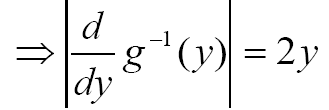 ⇒ |d/dy g⁻¹(y)| = 2y